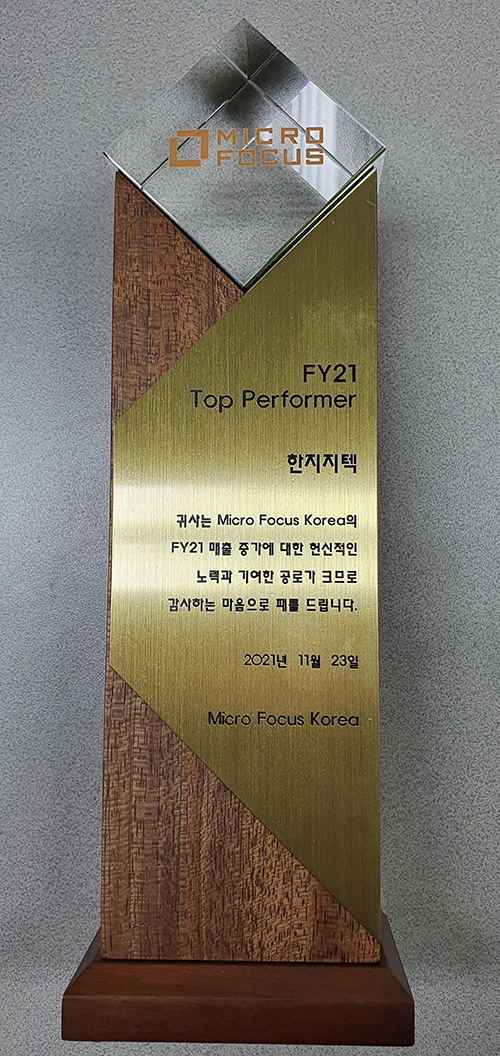 MICRO
FOCUS
FY21
Top Performer
한지지텍
귀사는 Micro Focus Korea의
FY21 매출 증가에 대한 헌신적인
노력과 기여한 공로가 크므로
감사하는 마음으로 패를 드립니다.
2021년 11월 23일
Micro Focus Korea